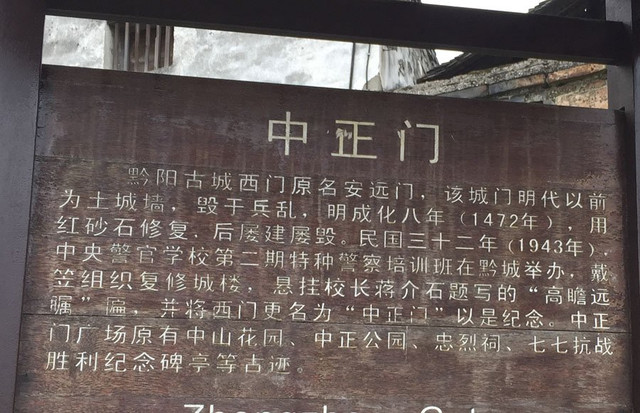 中正门
黔阳古城西门原名安远门，该城门明代以前
为土城墙，毁于兵乱，明成化八年（1472年），用
红砂石修复，后屡建屡毁。民国三十二年（1943年），
中央警官学校第二期特种警察培训班在黔城举办，戴
笠组织复修城楼，悬挂校长蒋介石题写的“高瞻远
瞩”匾，并将西门更名为“中正门”以是纪念。中正
门广场原有中山花园、中正公园、忠烈祠、七七抗战
胜利纪念碑亭等古迹。